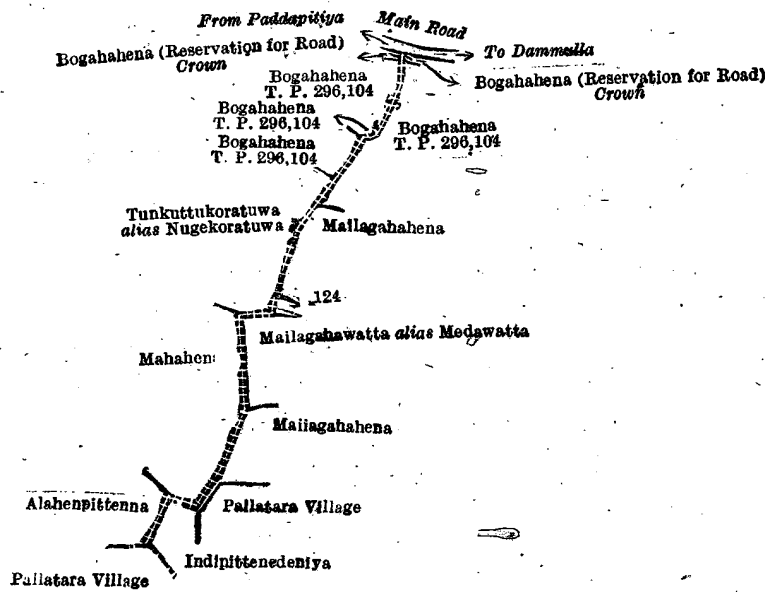 From Paddapitiya
Main Road
Bogahahena (Reservation for Road)
Crown
To Dammulla
Bogahahena (Reservation for Road)
Crown
Bogahahena
T. P. 296,104
Bogahahena
T. P. 296,104
Bogahahena
T. P. 296,104
Bogahahena
T. P. 296,104
Tunkuttukoratuwa
alias Nugekoratuwa
Mailagahahena
124
Mailagahawatta alias Medawatta
Mahahen
Mailagahahena
Alahenpittenna
Pallatara Village
Indipittenedeniya
Pallatara Village